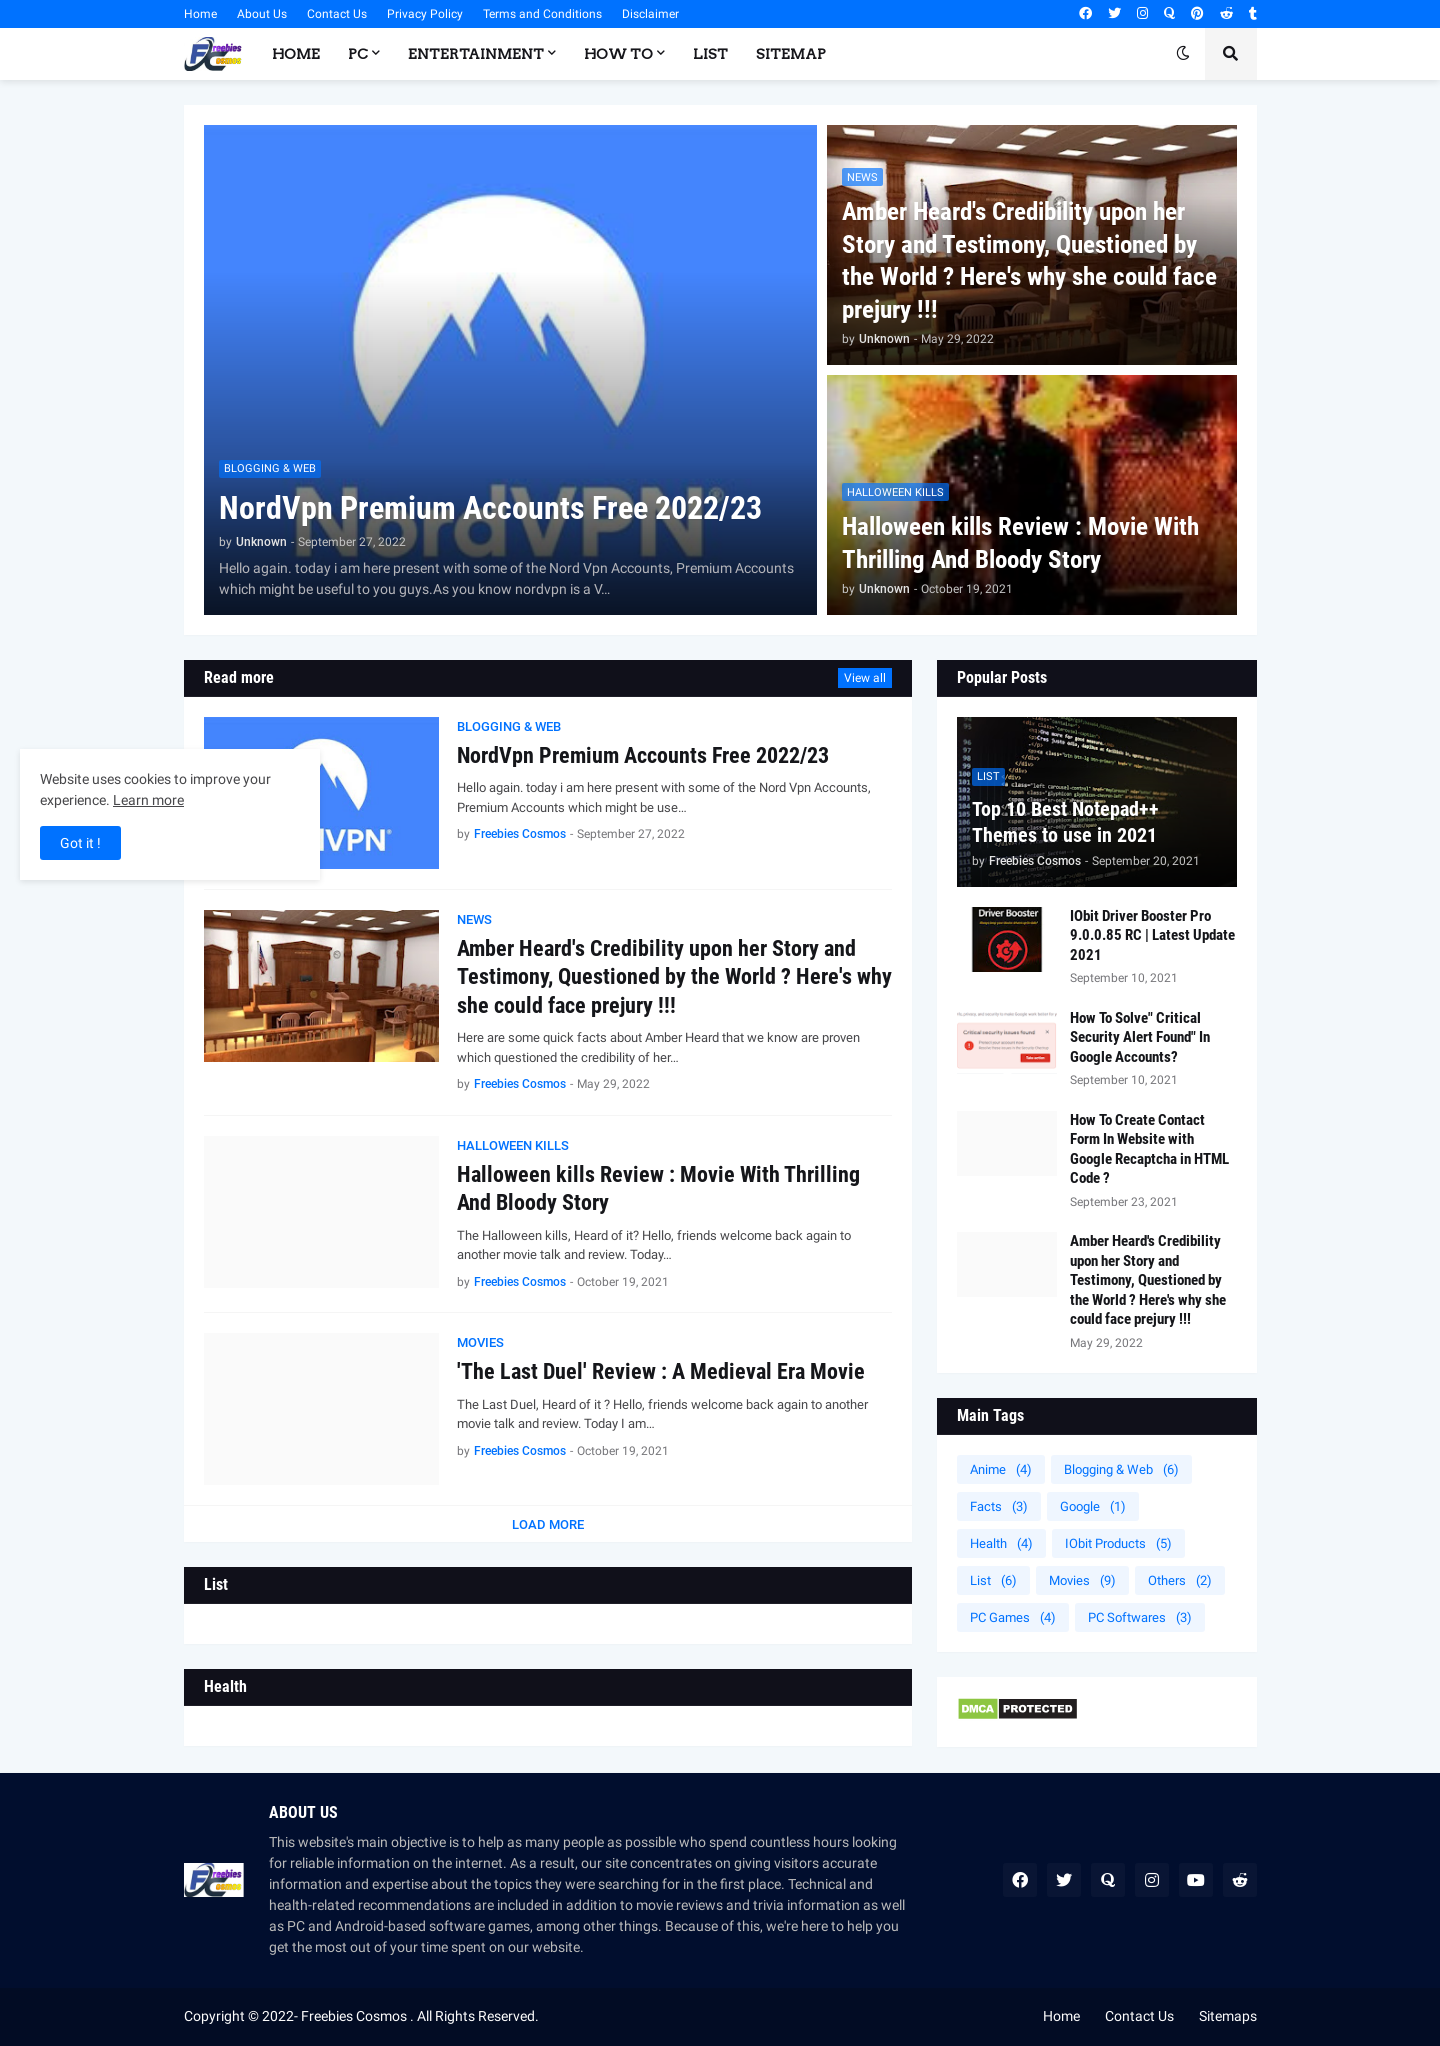 Home About Us Contact Us Privacy Policy Terms and Conditions Disclaimer
HOME PC ENTERTAINMENT HOW TO LIST SITEMAP
BLOGGING & WEB
NordVPN
NordVpn Premium Accounts Free 2022/23
by Unknown - September 27, 2022
Hello again. today i am here present with some of the Nord Vpn Accounts, Premium Accounts
which might be useful to you guys.As you know nordvpn is a V...
NEWS
Amber Heard's Credibility upon her
Story and Testimony, Questioned by
the World ? Here's why she could face
prejury !!!
by Unknown - May 29, 2022
HALLOWEEN KILLS
Halloween kills Review : Movie With
Thrilling And Bloody Story
by Unknown - October 19, 2021
Read more
View all
BLOGGING & WEB
NordVpn Premium Accounts Free 2022/23
Hello again. today i am here present with some of the Nord Vpn Accounts,
Premium Accounts which might be use...
by Freebies Cosmos - September 27, 2022
Website uses cookies to improve your
experience. Learn more
Got it !
NEWS
Amber Heard's Credibility upon her Story and
Testimony, Questioned by the World ? Here's why
she could face prejury !!!
Here are some quick facts about Amber Heard that we know are proven
which questioned the credibility of her...
by Freebies Cosmos - May 29, 2022
HALLOWEEN KILLS
Halloween kills Review : Movie With Thrilling
And Bloody Story
The Halloween kills, Heard of it? Hello, friends welcome back again to
another movie talk and review. Today...
by Freebies Cosmos - October 19, 2021
MOVIES
'The Last Duel' Review : A Medieval Era Movie
The Last Duel, Heard of it ? Hello, friends welcome back again to another
movie talk and review. Today I am...
by Freebies Cosmos - October 19, 2021
LOAD MORE
List
Health
Popular Posts
LIST
Top 10 Best Notepad++
Themes to use in 2021
by Freebies Cosmos - September 20, 2021
Driver Booster
IObit Driver Booster Pro
9.0.0.85 RC | Latest Update
2021
September 10, 2021
Critical security issues found
How To Solve" Critical
Security Alert Found" In
Google Accounts?
September 10, 2021
How To Create Contact
Form In Website with
Google Recaptcha in HTML
Code ?
September 23, 2021
Amber Heard's Credibility
upon her Story and
Testimony, Questioned by
the World ? Here's why she
could face prejury !!!
May 29, 2022
Main Tags
Anime (4) Blogging & Web (6)
Facts (3) Google (1)
Health (4) IObit Products (5)
List (6) Movies (9) Others (2)
PC Games (4) PC Softwares (3)
DMCA PROTECTED
ABOUT US
This website's main objective is to help as many people as possible who spend countless hours looking
for reliable information on the internet. As a result, our site concentrates on giving visitors accurate
information and expertise about the topics they were searching for in the first place. Technical and
health-related recommendations are included in addition to movie reviews and trivia information as well
as PC and Android-based software games, among other things. Because of this, we're here to help you
get the most out of your time spent on our website.
Copyright © 2022- Freebies Cosmos . All Rights Reserved.
Home Contact Us Sitemaps